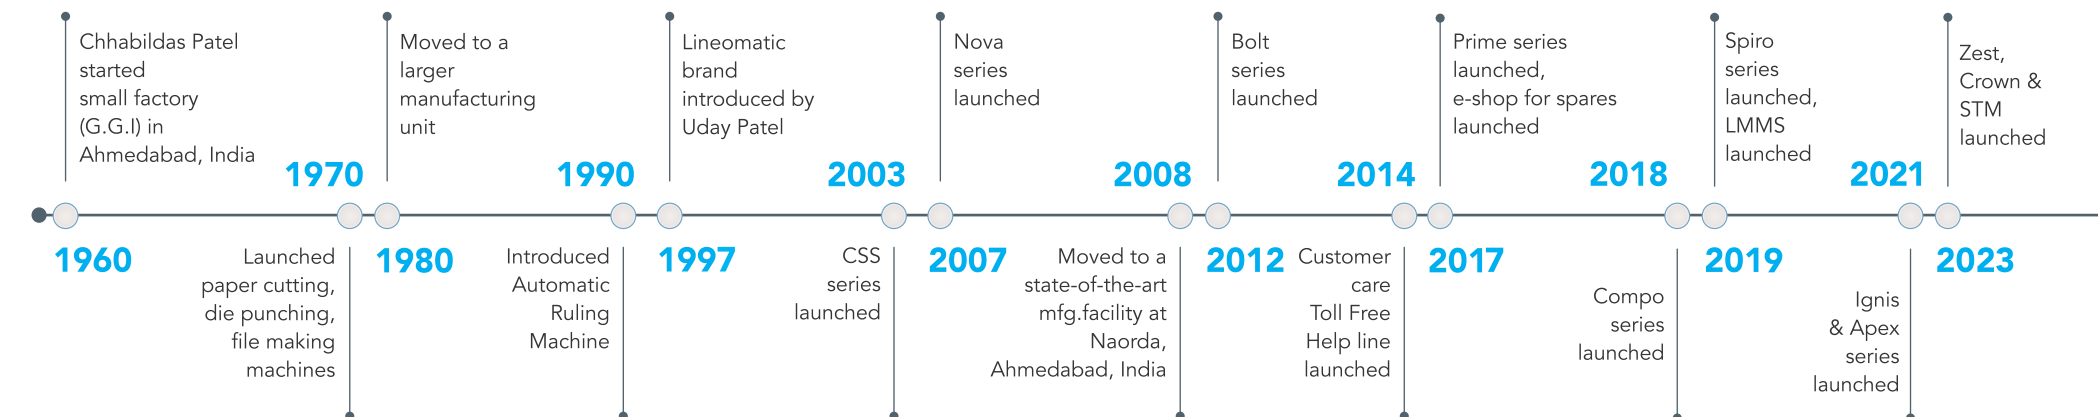 Chhabildas Patel
started
small factory
(G.G.I) in
Ahmedabad, India
1960
1970
Launched
paper cutting,
die punching,
file making
machines
Moved to a
larger
manufacturing
unit
1980
1990
Introduced
Automatic
Ruling
Machine
Lineomatic
brand
introduced by
Uday Patel
1997
2003
CSS
series
launched
Nova
series
launched
2007
2008
Moved to a
state-of-the-art
mfg.facility at
Naorda,
Ahmedabad, India
Bolt
series
launched
2012
2014
Customer
care
Toll Free
Help line
launched
Prime series
launched,
e-shop for spares
launched
2017
2018
Compo
series
launched
Spiro
series
launched,
LMMS
launched
2019
2021
Ignis
& Apex
series
launched
Zest,
Crown &
STM
launched
2023